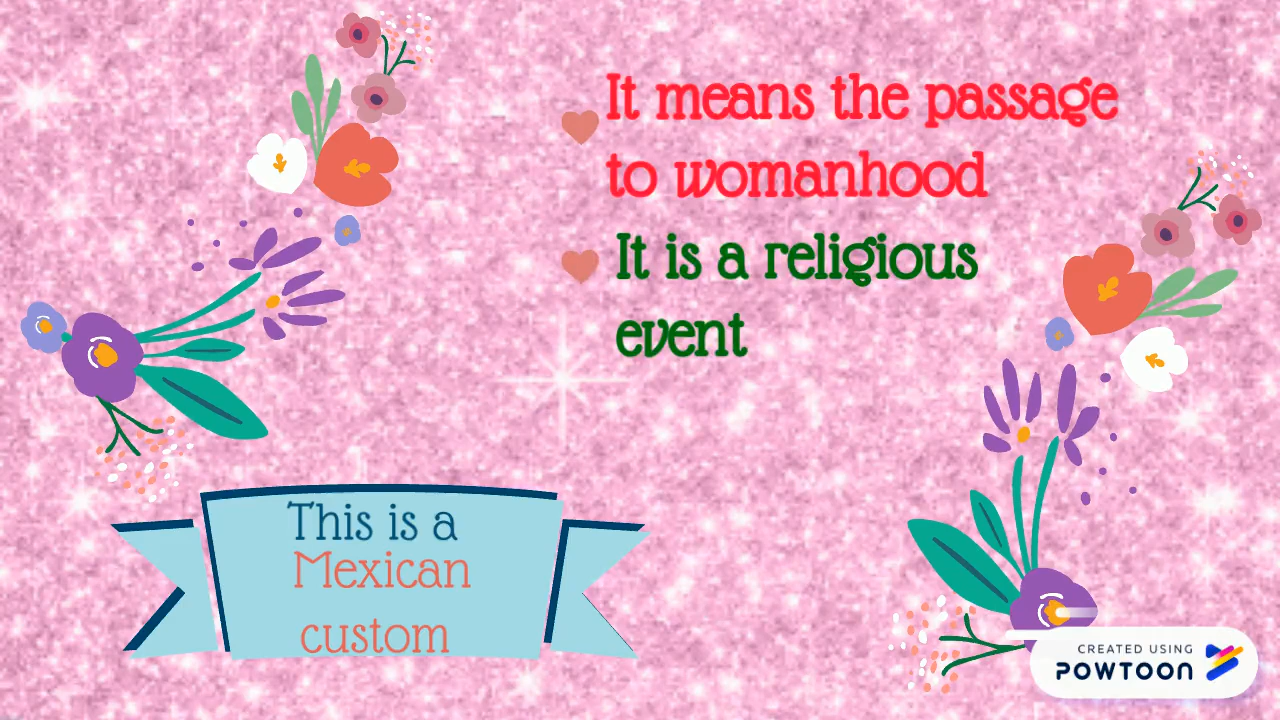 It means the passage
to womanhood
It is a religious
event
This is a
Mexican
custom
CREATED USING
POWTOON